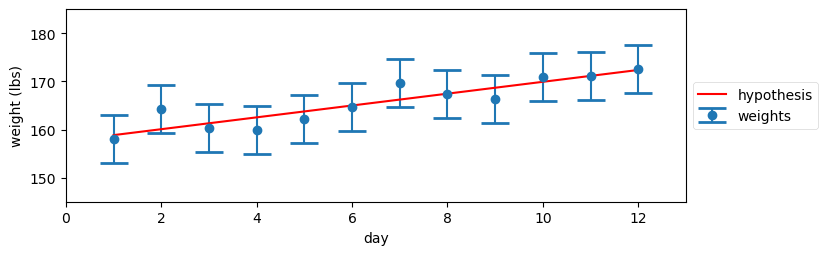 180
170
160
150
weight (lbs)
0 2 4 6 8 10 12
day
hypothesis
weights